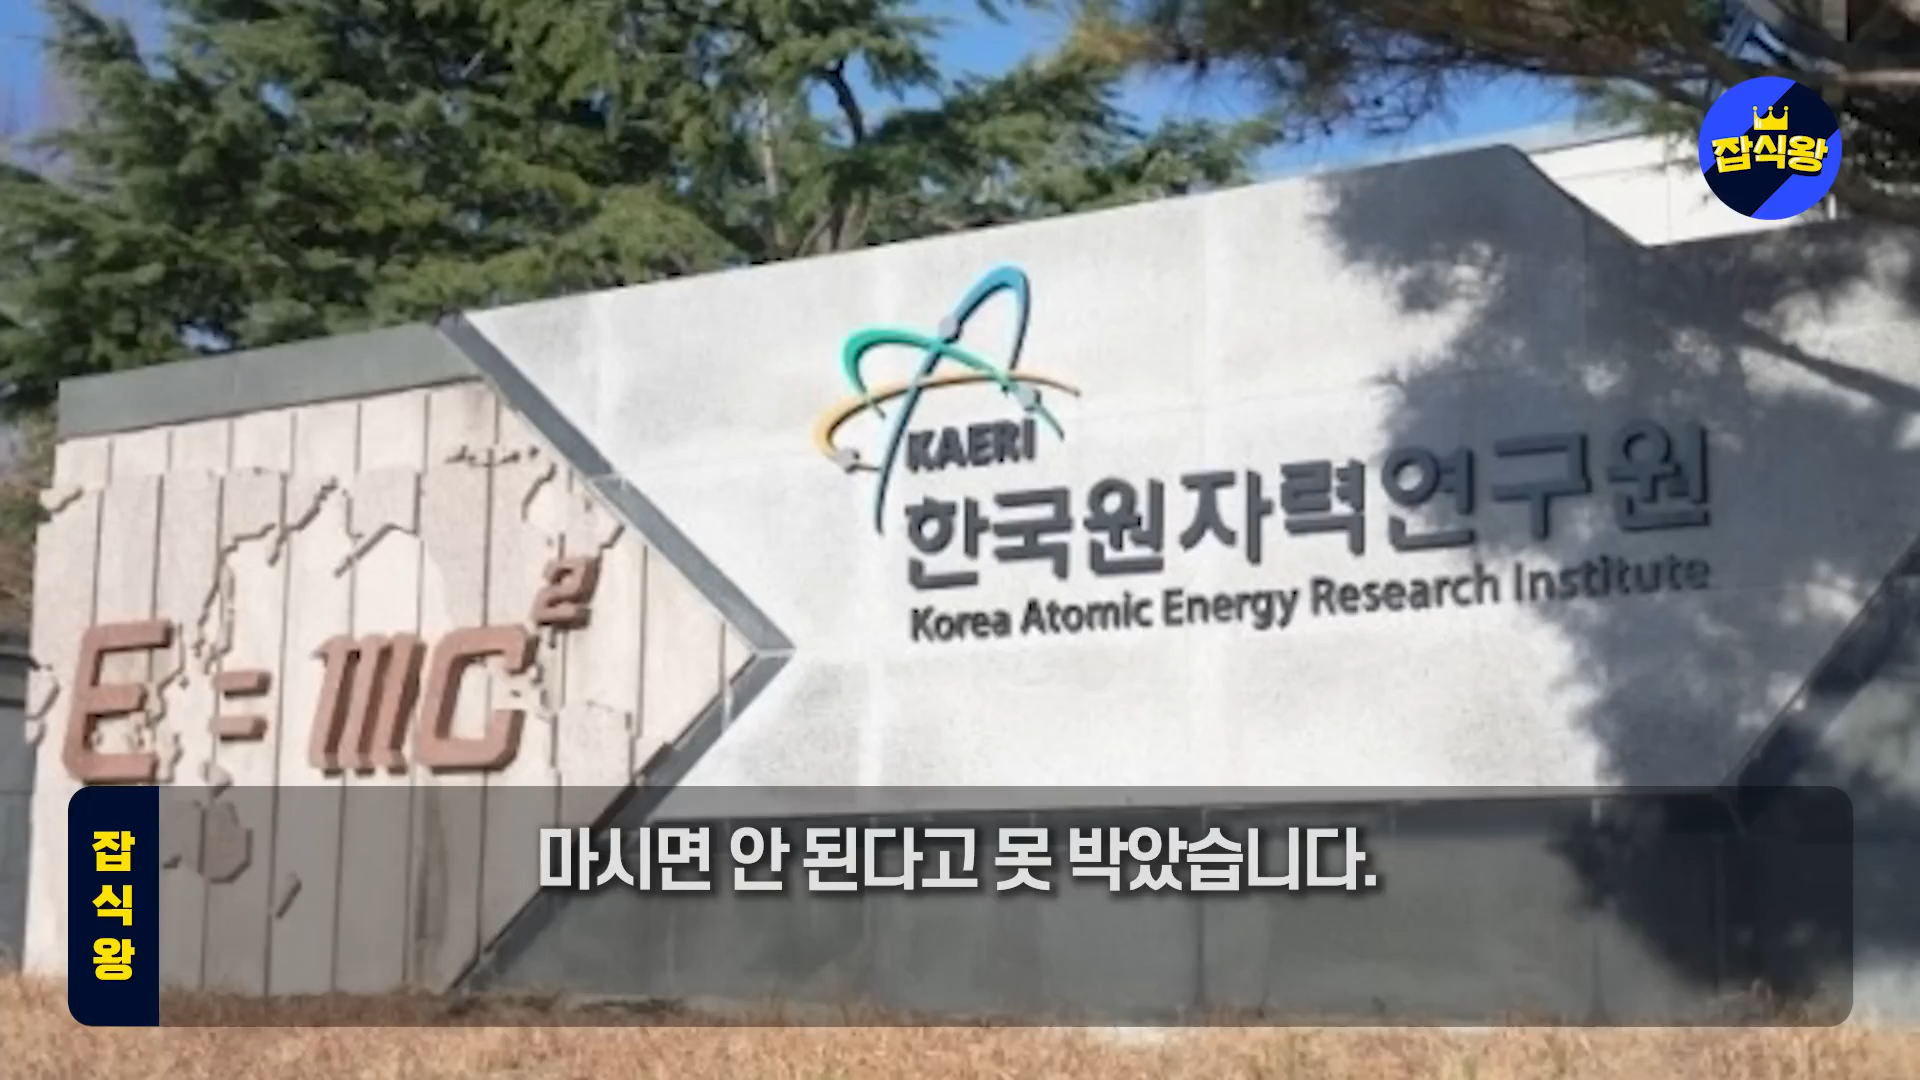 잡식왕
KAERI
한국원자력연구원
Korea Atomic Energy Research Institute
E=mc²
잡식왕
마시면 안 된다고 못 박았습니다.